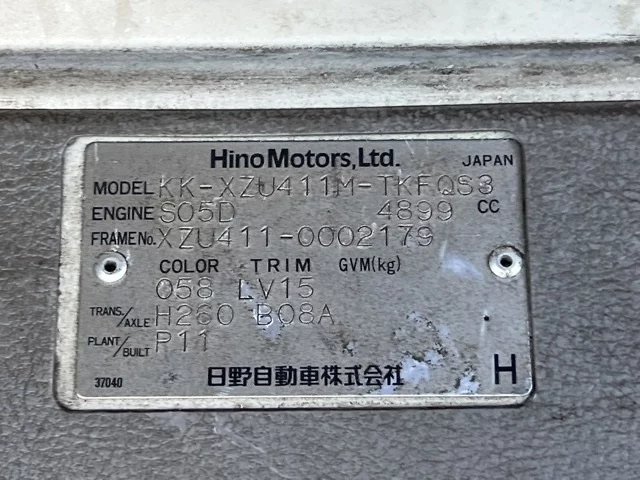 Hino Motors, Ltd. JAPAN
MODEL KK-XZU411M-TKFQS3
ENGINE S05D 4899 CC
FRAME No. XZU411-0002179
COLOR TRIM GVM(kg)
058 LV15
TRANS./AXLE H260 B08A
PLANT/BUILT P11
37040 日野自動車株式会社 H